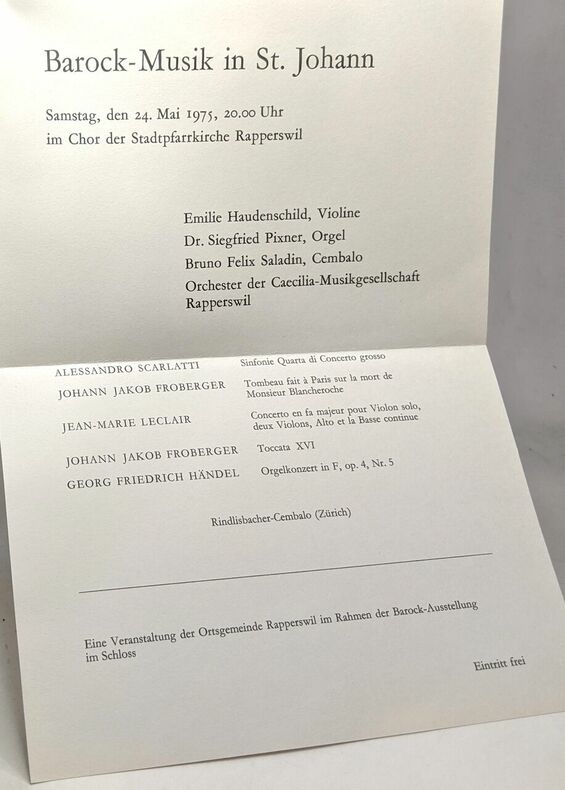 Barock-Musik in St. Johann
Samstag, den 24. Mai 1975, 20.00 Uhr
im Chor der Stadtpfarrkirche Rapperswil
Emilie Haudenschild, Violine
Dr. Siegfried Pixner, Orgel
Bruno Felix Saladin, Cembalo
Orchester der Caecilia-Musikgesellschaft
Rapperswil
ALESSANDRO SCARLATTI Sinfonie Quarta di Concerto grosso
JOHANN JAKOB FROBERGER Tombeau fait à Paris sur la mort de
Monsieur Blancheroche
JEAN-MARIE LECLAIR Concerto en fa majeur pour Violon solo,
deux Violons, Alto et la Basse continue
JOHANN JAKOB FROBERGER Toccata XVI
GEORG FRIEDRICH HÄNDEL Orgelkonzert in F, op. 4, Nr. 5
Rindlisbacher-Cembalo (Zürich)
Eine Veranstaltung der Ortsgemeinde Rapperswil im Rahmen der Barock-Ausstellung
im Schloss
Eintritt frei